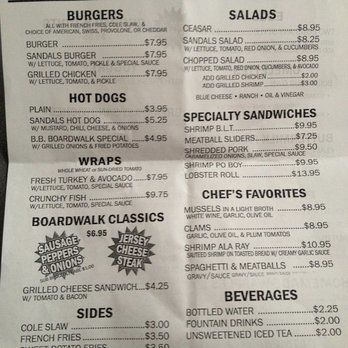 BURGERS
ALL WITH FRENCH FRIES, COLE SLAW, &
CHOICE OF AMERICAN, SWISS, PROVOLONE, OR CHEDDAR
BURGER $7.95
SANDALS BURGER $7.95
W/ LETTUCE, TOMATO, PICKLE & SPECIAL SAUCE
GRILLED CHICKEN $7.95
W/ LETTUCE, TOMATO, & PICKLE
HOT DOGS
PLAIN $3.95
SANDALS HOT DOG $5.25
W/ MUSTARD, CHILI, CHEESE, & ONIONS
B.B. BOARDWALK SPECIAL $4.95
W/ GRILLED ONIONS & FRIED POTATOES
WRAPS
WHOLE WHEAT or SUN-DRIED TOMATO
FRESH TURKEY & AVOCADO $7.95
W/LETTUCE, TOMATO, SPECIAL SAUCE
CRUNCHY FISH $9.75
W/LETTUCE, TOMATO, SPECIAL SAUCE
BOARDWALK CLASSICS
$6.95
SAUSAGE
PEPPERS
& ONIONS
JERSEY
CHEESE
STEAK
GRILLED CHEESE SANDWICH $4.25
W/ TOMATO & BACON
SIDES
COLE SLAW $3.00
FRENCH FRIES $3.50
SWEET POTATO FRIES $3.50
SALADS
CEASAR $8.95
SANDALS SALAD $8.25
W/ LETTUCE, TOMATO, RED ONION, & CUCUMBERS
CHOPPED SALAD $8.95
W/ LETTUCE, TOMATO, RED ONION, CUCUMBERS, & AVOCADO
ADD GRILLED CHICKEN $2.00
ADD GRILLED SHRIMP $3.00
BLUE CHEESE • RANCH • OIL & VINEGAR
SPECIALTY SANDWICHES
SHRIMP B.L.T. $9.95
MEATBALL SLIDERS $7.25
SHREDDED PORK $9.50
CARAMELIZED ONIONS, SLAW, SPECIAL SAUCE
SHRIMP PO BOY $9.95
LOBSTER ROLL $13.95
CHEF'S FAVORITES
MUSSELS IN A LIGHT BROTH $8.95
WHITE WINE, GARLIC, OLIVE OIL
CLAMS $8.95
GARLIC, OLIVE OIL, & PLUM TOMATOS
SHRIMP ALA RAY $10.95
SAUTEED SHRIMP ON TOASTED BREAD W/ CREAMY GARLIC SAUCE
SPAGHETTI & MEATBALLS $8.95
GRAVY/SAUCE
BEVERAGES
BOTTLED WATER $2.25
FOUNTAIN DRINKS $2.00
UNSWEETENED ICED TEA $2.00